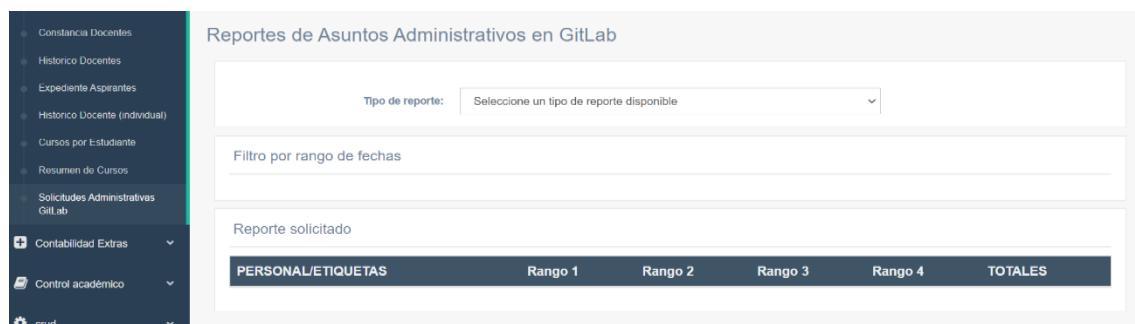 Constancia Docentes
Historico Docentes
Expediente Aspirantes
Historico Docente (individual)
Cursos por Estudiante
Resumen de Cursos
Solicitudes Administrativas
GitLab
Contabilidad Extras
Control académico
crud
Reportes de Asuntos Administrativos en GitLab
Tipo de reporte: Seleccione un tipo de reporte disponible
Filtro por rango de fechas
Reporte solicitado
PERSONAL/ETIQUETAS Rango 1 Rango 2 Rango 3 Rango 4 TOTALES